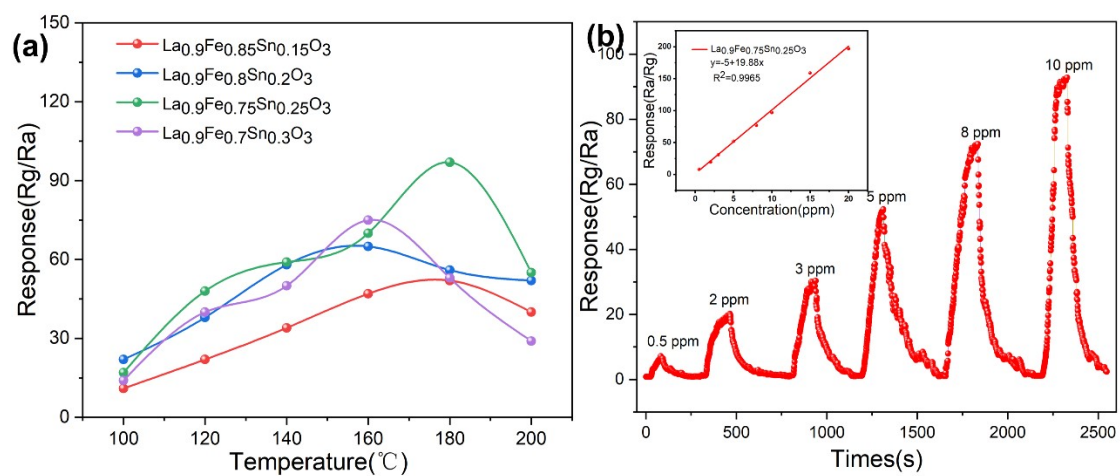 (a)
La0.9Fe0.85Sn0.15O3
La0.9Fe0.8Sn0.2O3
La0.9Fe0.75Sn0.25O3
La0.9Fe0.7Sn0.3O3
Response(Rg/Ra)
150
120
90
60
30
0
100 120 140 160 180 200
Temperature(℃)
(b)
La0.9Fe0.75Sn0.25O3
y=-5+19.88x
R2=0.9965
Response(Ra/Rg)
200
150
100
50
0
0 5 10 15 20
Concentration(ppm)
0.5 ppm
2 ppm
3 ppm
5 ppm
8 ppm
10 ppm
Response(Rg/Ra)
100
80
60
40
20
0
0 500 1000 1500 2000 2500
Times(s)